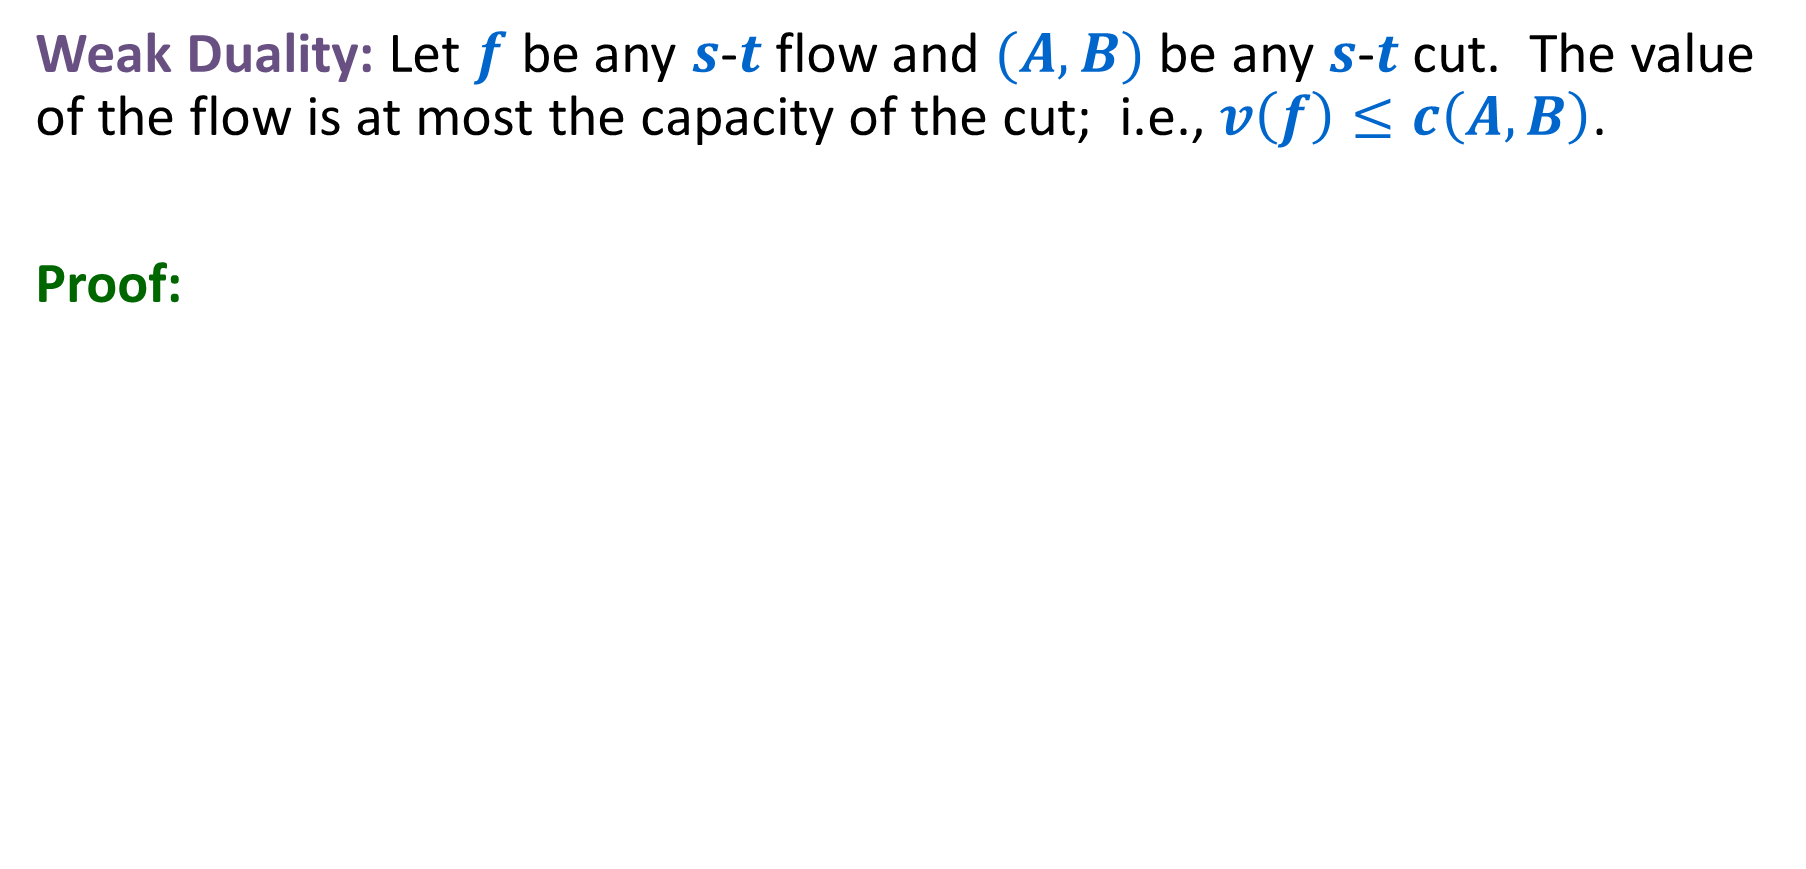 Weak Duality: Let f be any s-t flow and (A, B) be any s-t cut. The value
of the flow is at most the capacity of the cut; i.e., v(f) ≤ c(A, B).
Proof: